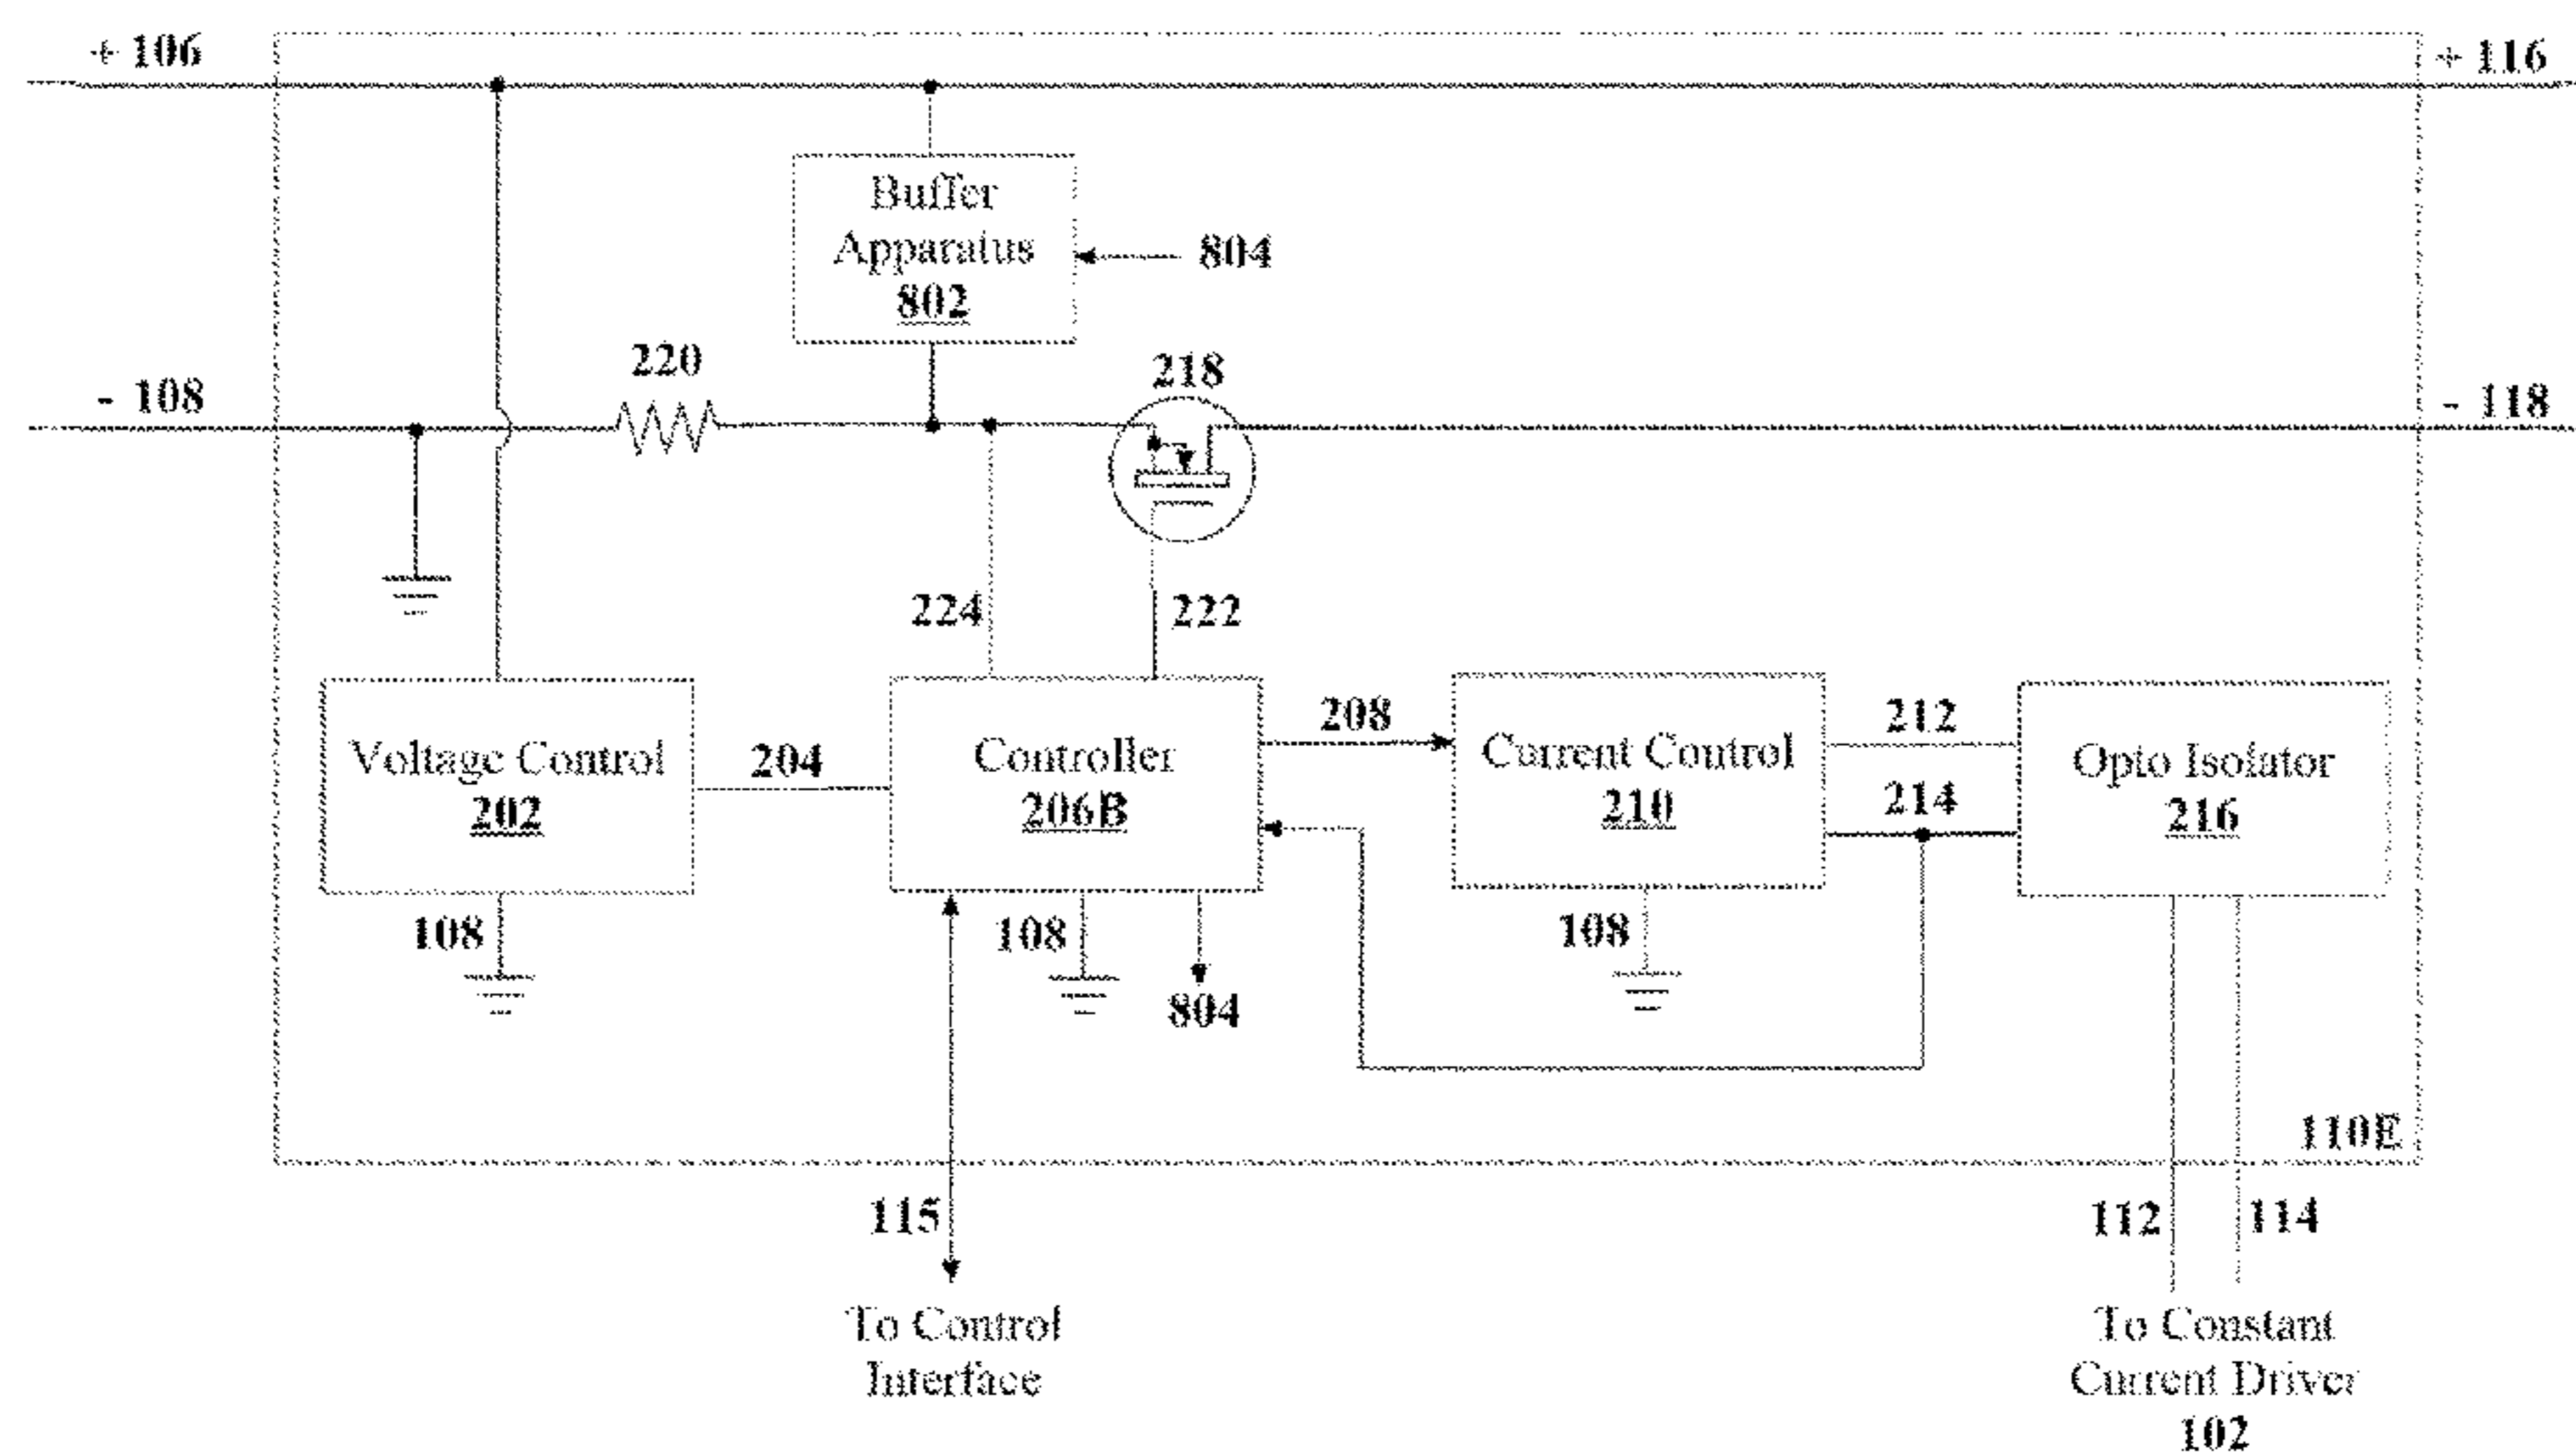 + 106
+ 116
Buffer
Apparatus
802
804
220
218
- 108
- 118
224
222
Voltage Control
202
204
Controller
206B
208
Current Control
210
212
214
Opto Isolator
216
108
108
804
108
110E
115
112
114
To Control
Interface
To Constant
Current Driver
102